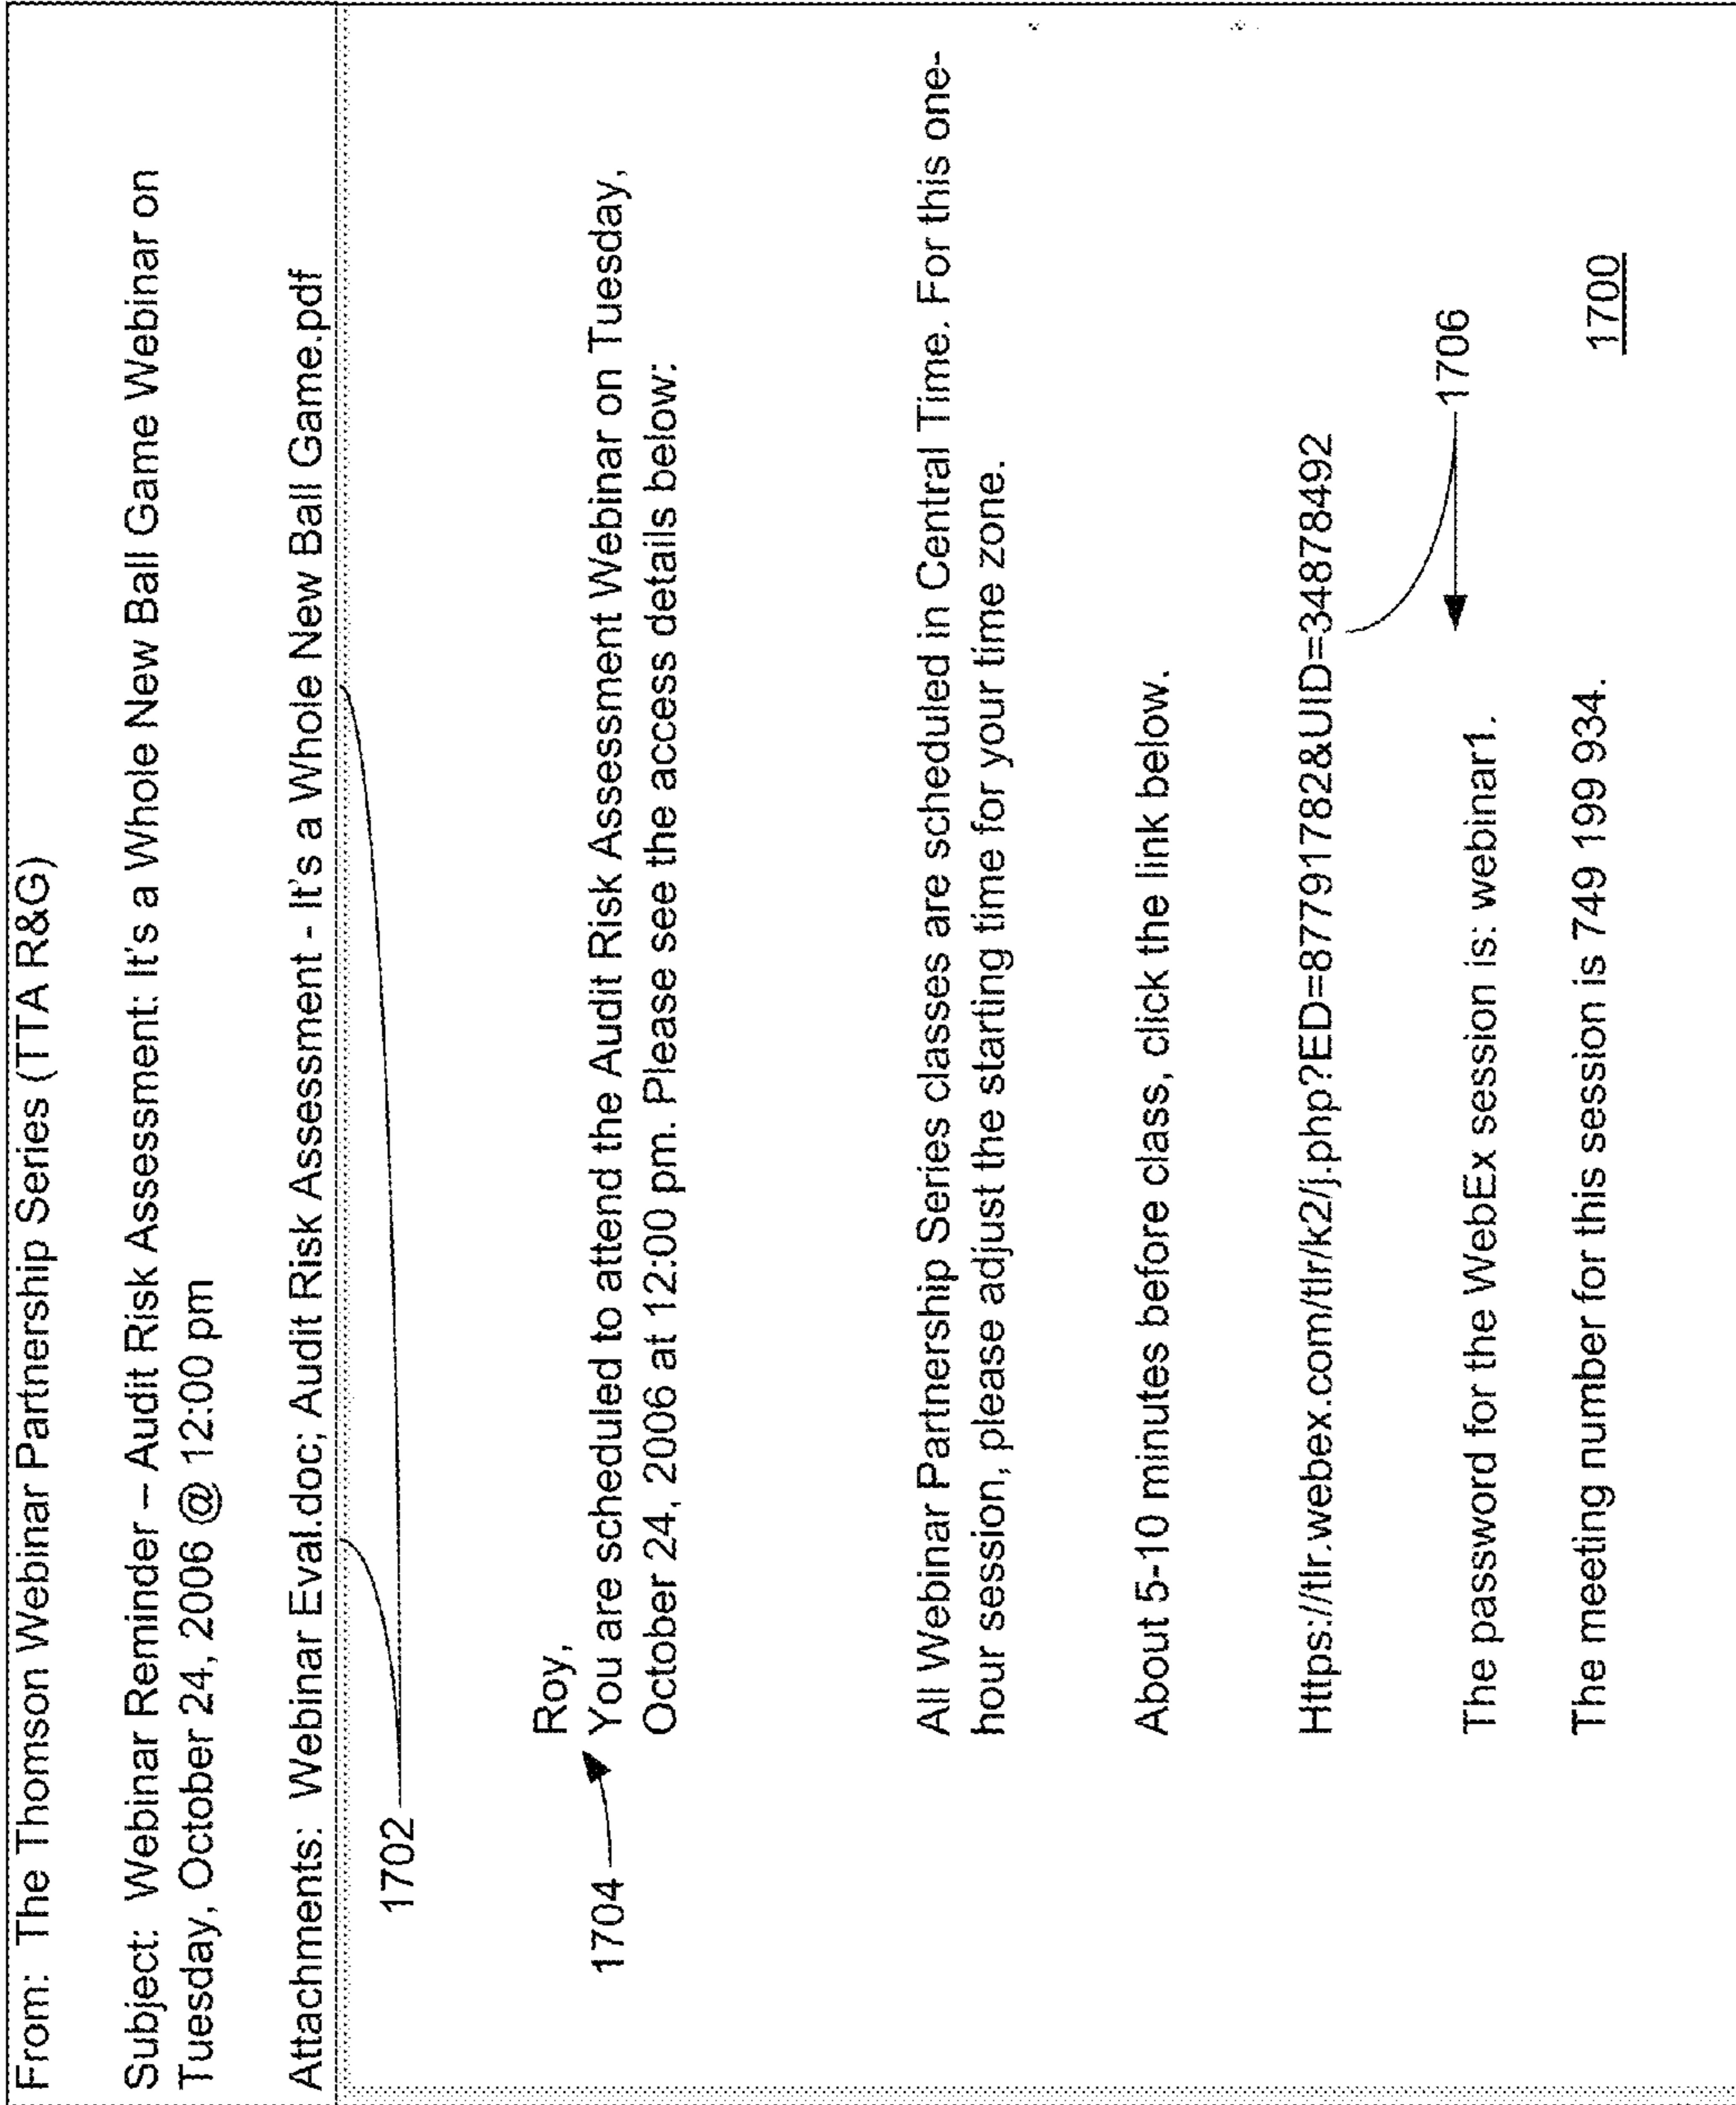 From: The Thomson Webinar Partnership Series (TTA R&G)
Subject: Webinar Reminder – Audit Risk Assessment: It's a Whole New Ball Game Webinar on
Tuesday, October 24, 2006 @ 12:00 pm
Attachments: Webinar Eval.doc; Audit Risk Assessment - It's a Whole New Ball Game.pdf
1702
Roy,
1704
You are scheduled to attend the Audit Risk Assessment Webinar on Tuesday,
October 24, 2006 at 12:00 pm. Please see the access details below:
All Webinar Partnership Series classes are scheduled in Central Time. For this one-
hour session, please adjust the starting time for your time zone.
About 5-10 minutes before class, click the link below.
Https://tlr.webex.com/tlr/k2/j.php?ED=87791782&UID=34878492
1706
The password for the WebEx session is: webinar1.
The meeting number for this session is 749 199 934.
1700